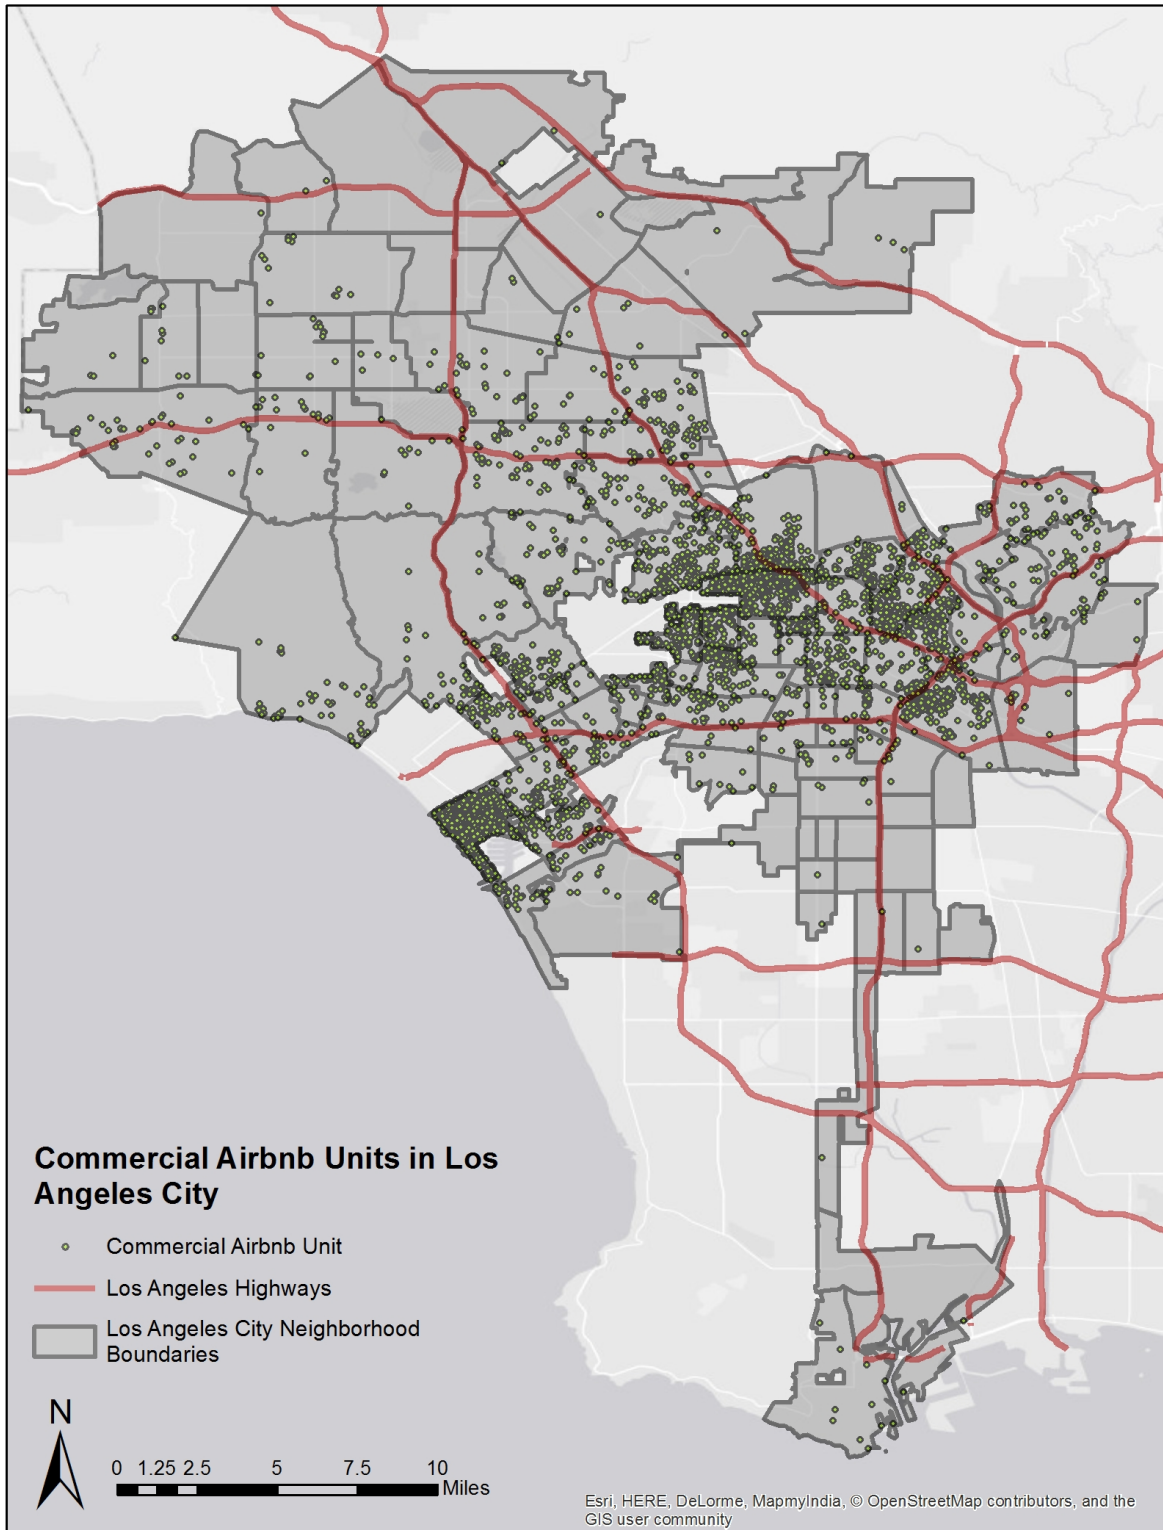 Commercial Airbnb Units in Los
Angeles City
Commercial Airbnb Unit
Los Angeles Highways
Los Angeles City Neighborhood
Boundaries
N
0 1.25 2.5 5 7.5 10
Miles
Esri, HERE, DeLorme, MapmyIndia, © OpenStreetMap contributors, and the
GIS user community